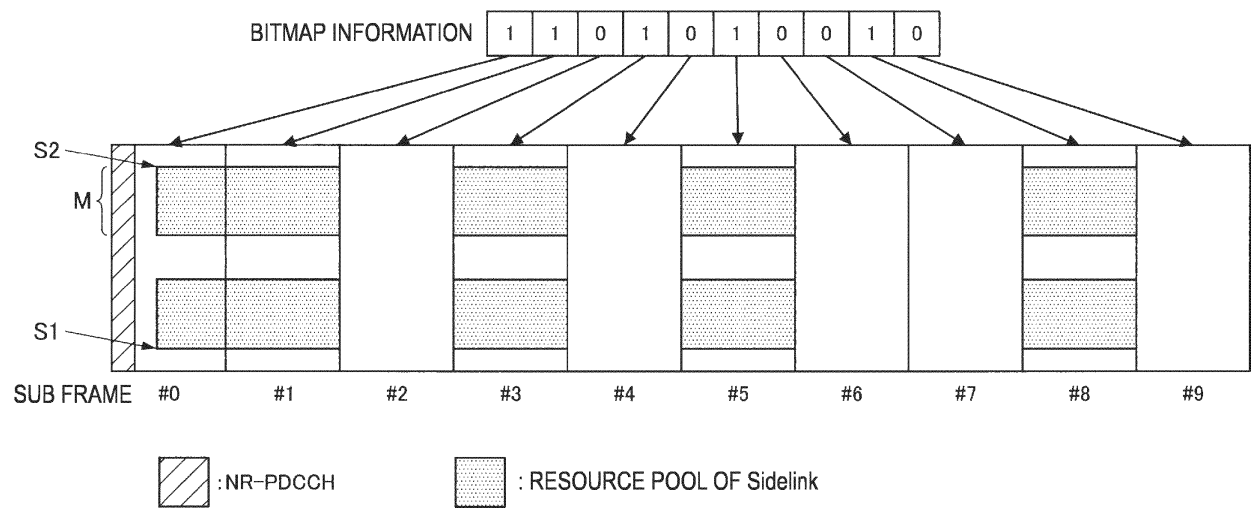 BITMAP INFORMATION 1 1 0 1 0 1 0 0 1 0
S2
M
S1
SUB FRAME #0 #1 #2 #3 #4 #5 #6 #7 #8 #9
: NR-PDCCH : RESOURCE POOL OF Sidelink